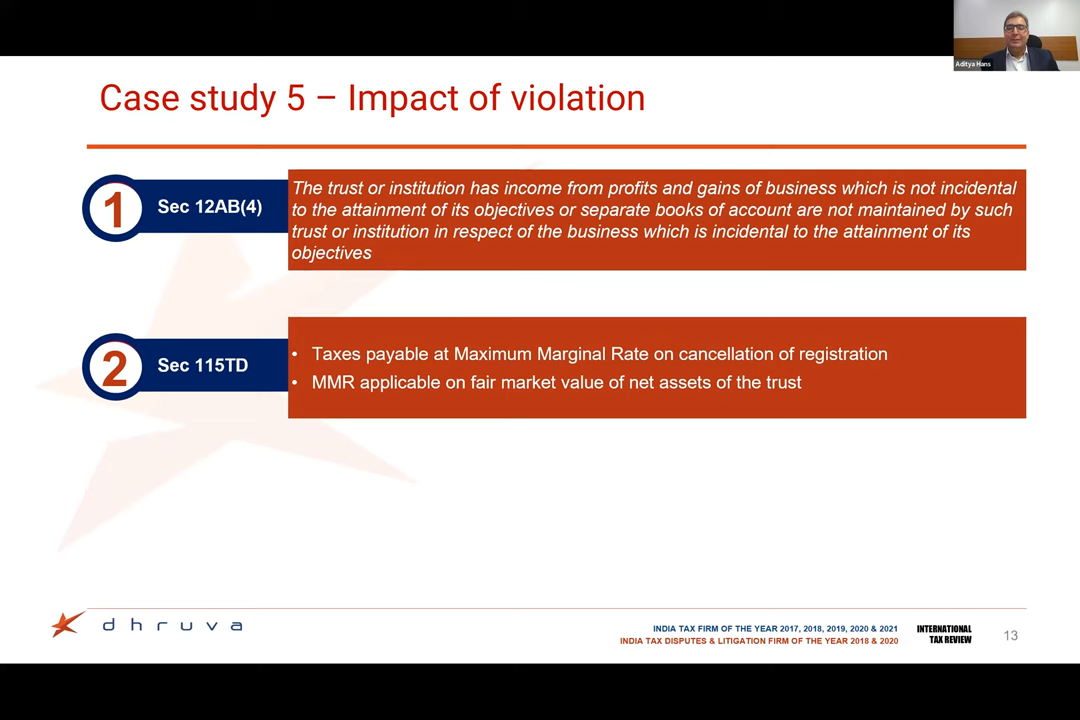 Aditya Hans
Case study 5 – Impact of violation
1
Sec 12AB(4)
The trust or institution has income from profits and gains of business which is not incidental
to the attainment of its objectives or separate books of account are not maintained by such
trust or institution in respect of the business which is incidental to the attainment of its
objectives
2
Sec 115TD
• Taxes payable at Maximum Marginal Rate on cancellation of registration
• MMR applicable on fair market value of net assets of the trust
dhruva
INDIA TAX FIRM OF THE YEAR 2017, 2018, 2019, 2020 & 2021
INDIA TAX DISPUTES & LITIGATION FIRM OF THE YEAR 2018 & 2020
INTERNATIONAL
TAX REVIEW
13